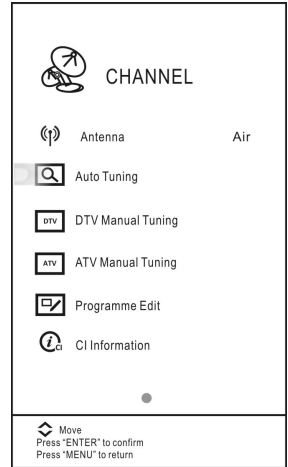 CHANNEL
Antenna Air
Auto Tuning
DTV DTV Manual Tuning
ATV ATV Manual Tuning
Programme Edit
CI CI Information
Move
Press “ENTER” to confirm
Press “MENU” to return